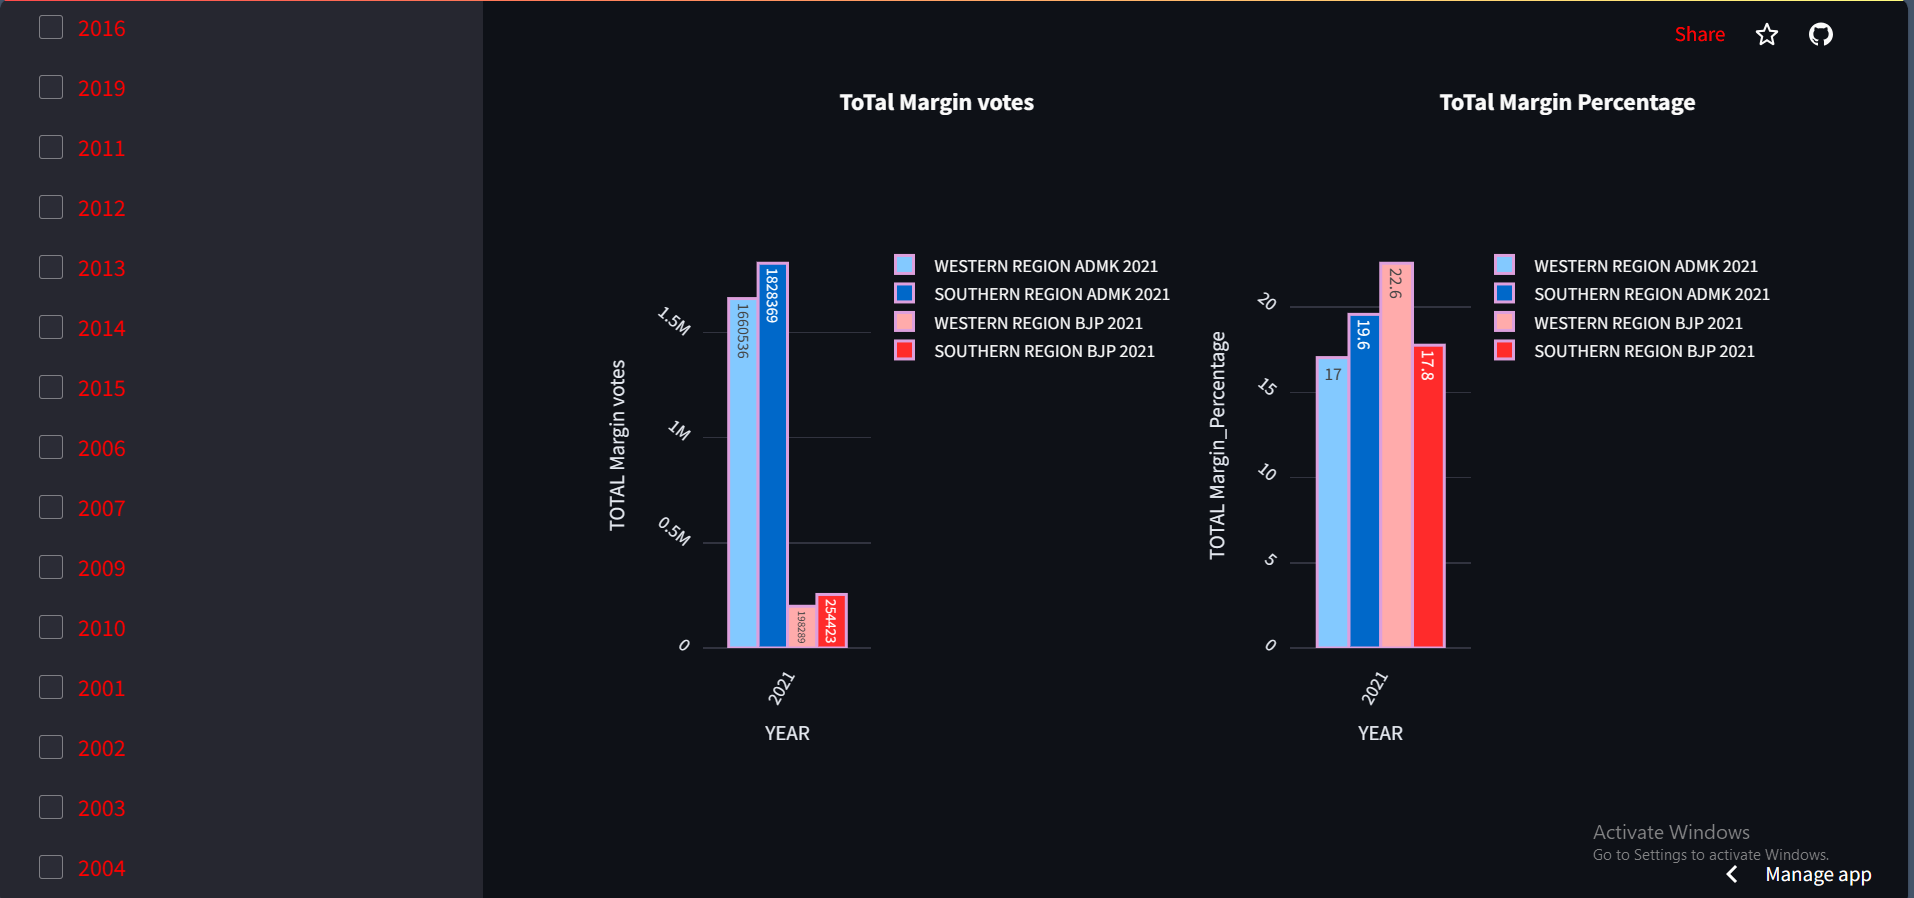 2016
2019
2011
2012
2013
2014
2015
2006
2007
2009
2010
2001
2002
2003
2004
Share
ToTal Margin votes
TOTAL Margin votes
1.5M
1M
0.5M
0
1660536
1828369
198289
254423
2021
YEAR
WESTERN REGION ADMK 2021
SOUTHERN REGION ADMK 2021
WESTERN REGION BJP 2021
SOUTHERN REGION BJP 2021
ToTal Margin Percentage
TOTAL Margin_Percentage
20
15
10
5
0
17
19.6
22.6
17.8
2021
YEAR
WESTERN REGION ADMK 2021
SOUTHERN REGION ADMK 2021
WESTERN REGION BJP 2021
SOUTHERN REGION BJP 2021
Activate Windows
Go to Settings to activate Windows.
Manage app